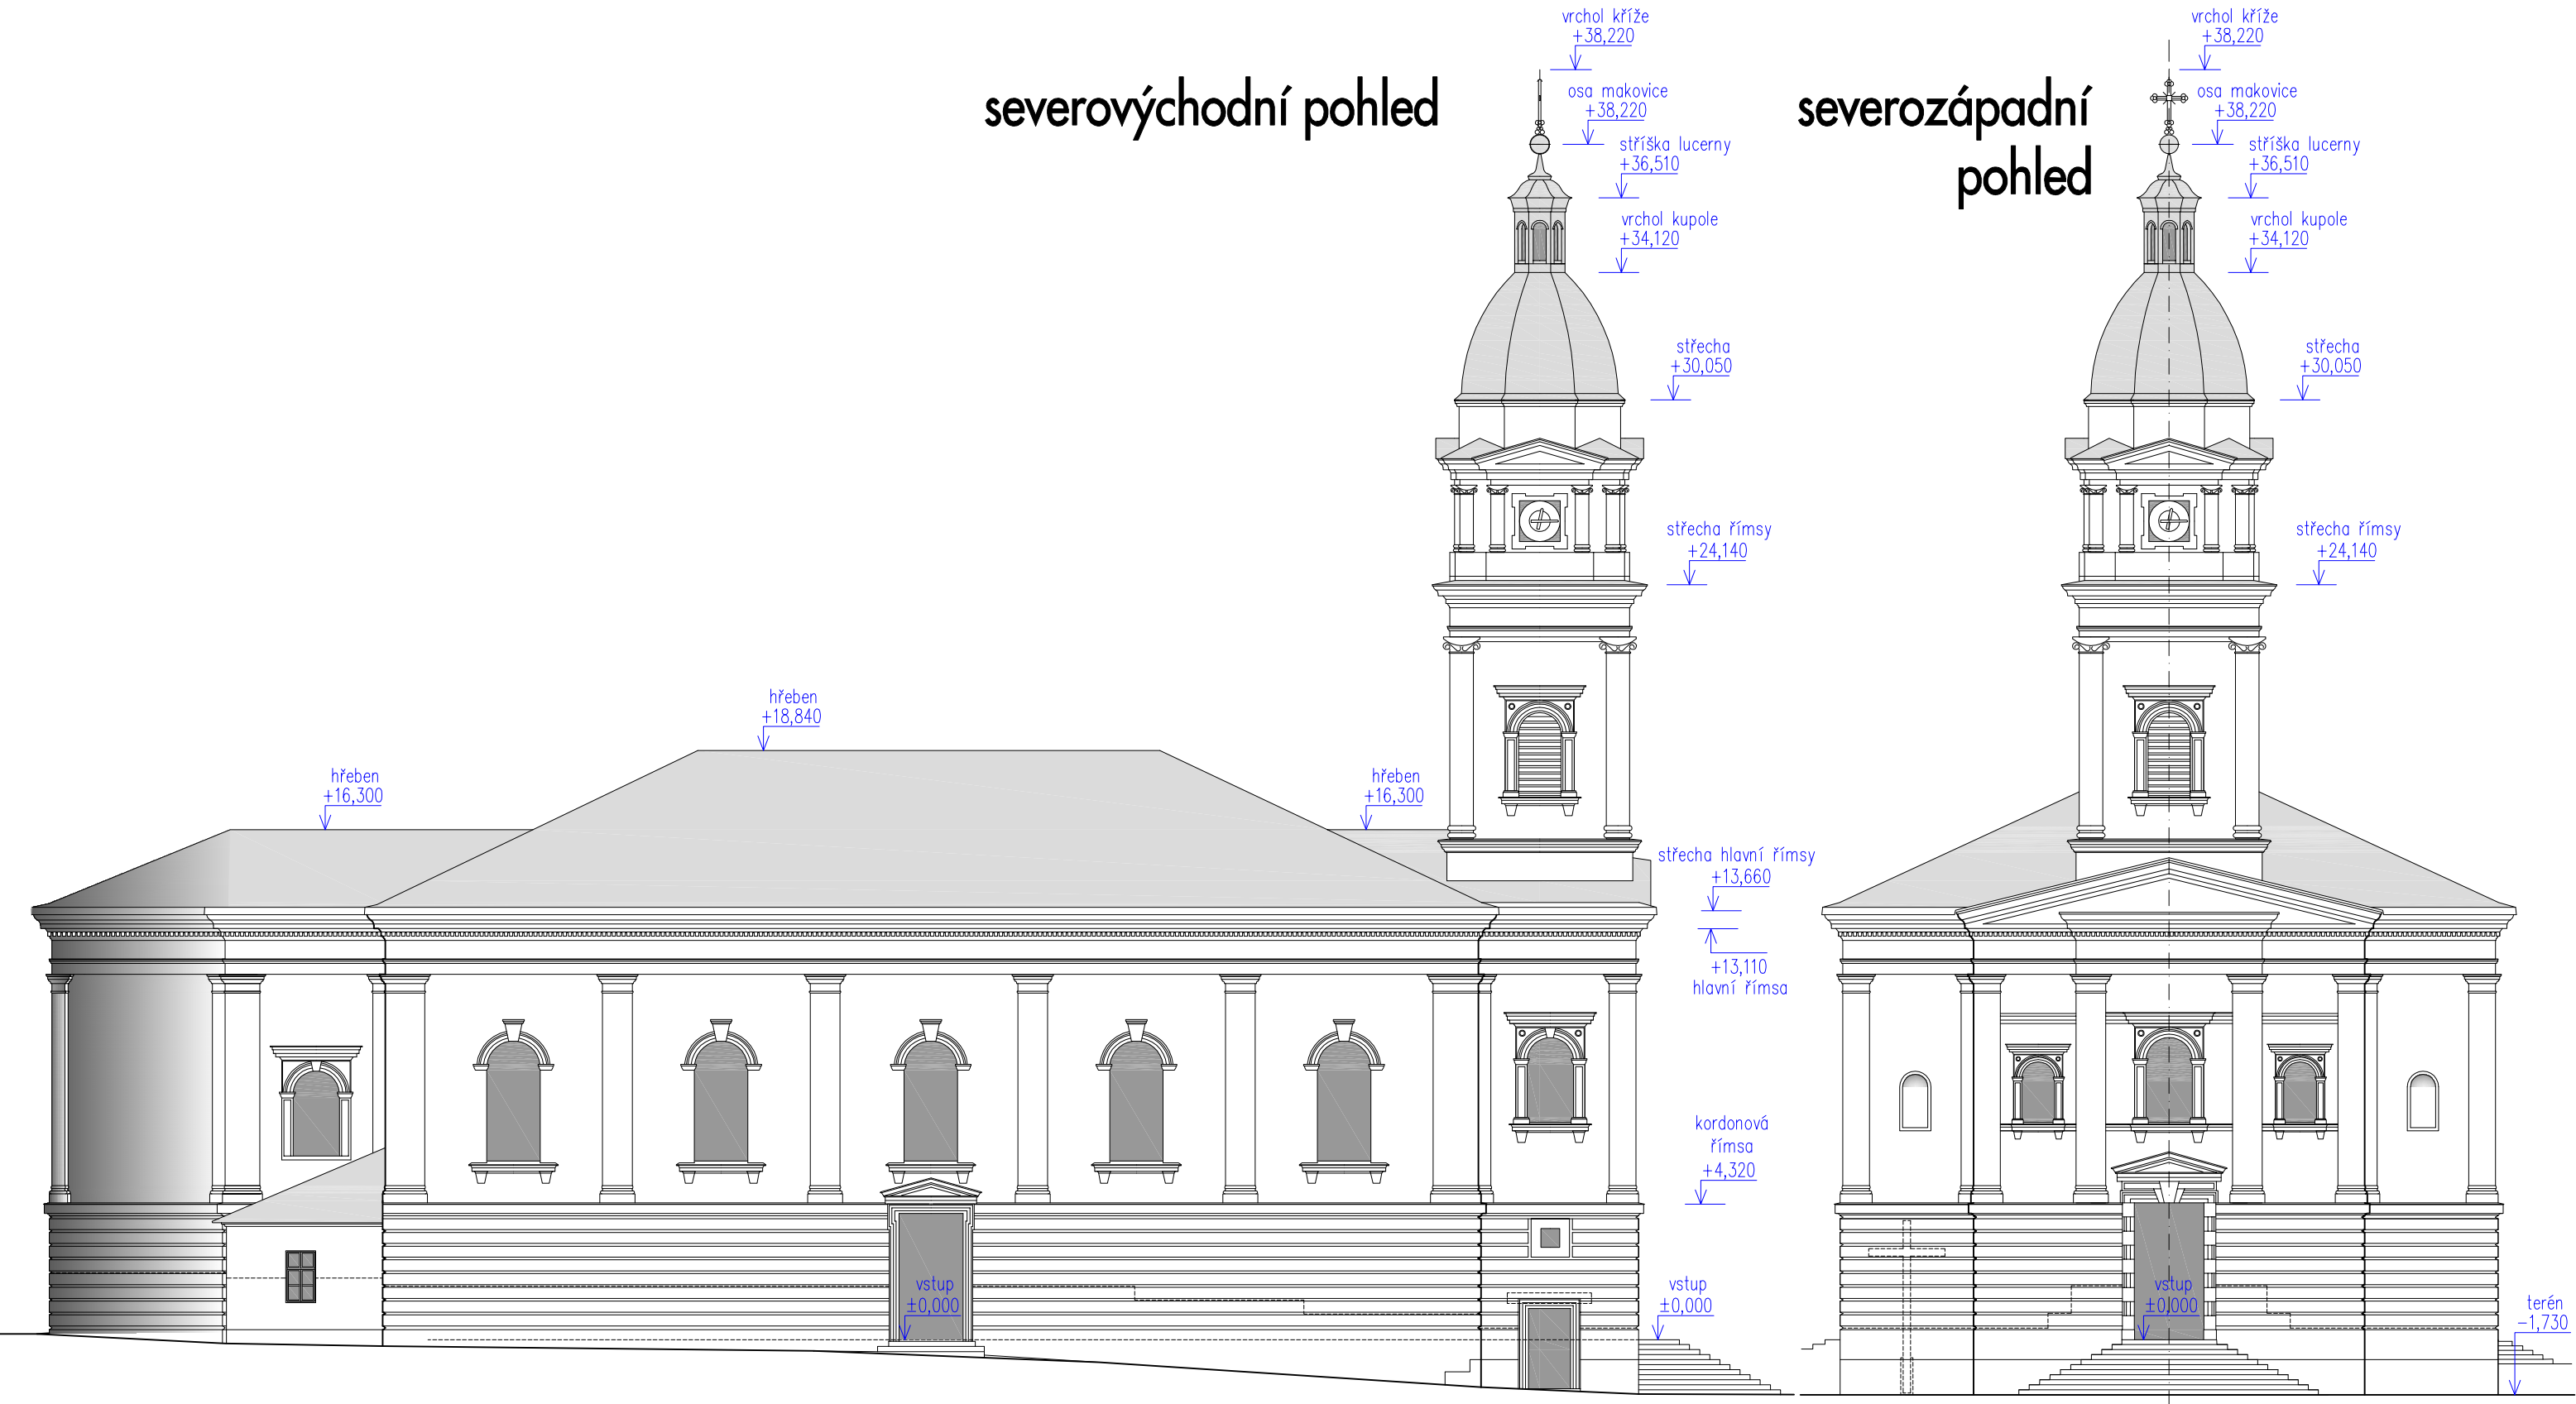 severovýchodní pohled
vrchol kříže
+38,220
osa makovice
+38,220
stříška lucerny
+36,510
vrchol kupole
+34,120
střecha
+30,050
střecha římsy
+24,140
hřeben
+18,840
hřeben
+16,300
hřeben
+16,300
střecha hlavní římsy
+13,660
+13,110
hlavní římsa
kordonová
římsa
+4,320
vstup
±0,000
vstup
±0,000
severozápadní
pohled
vrchol kříže
+38,220
osa makovice
+38,220
stříška lucerny
+36,510
vrchol kupole
+34,120
střecha
+30,050
střecha římsy
+24,140
vstup
±0,000
terén
-1,730